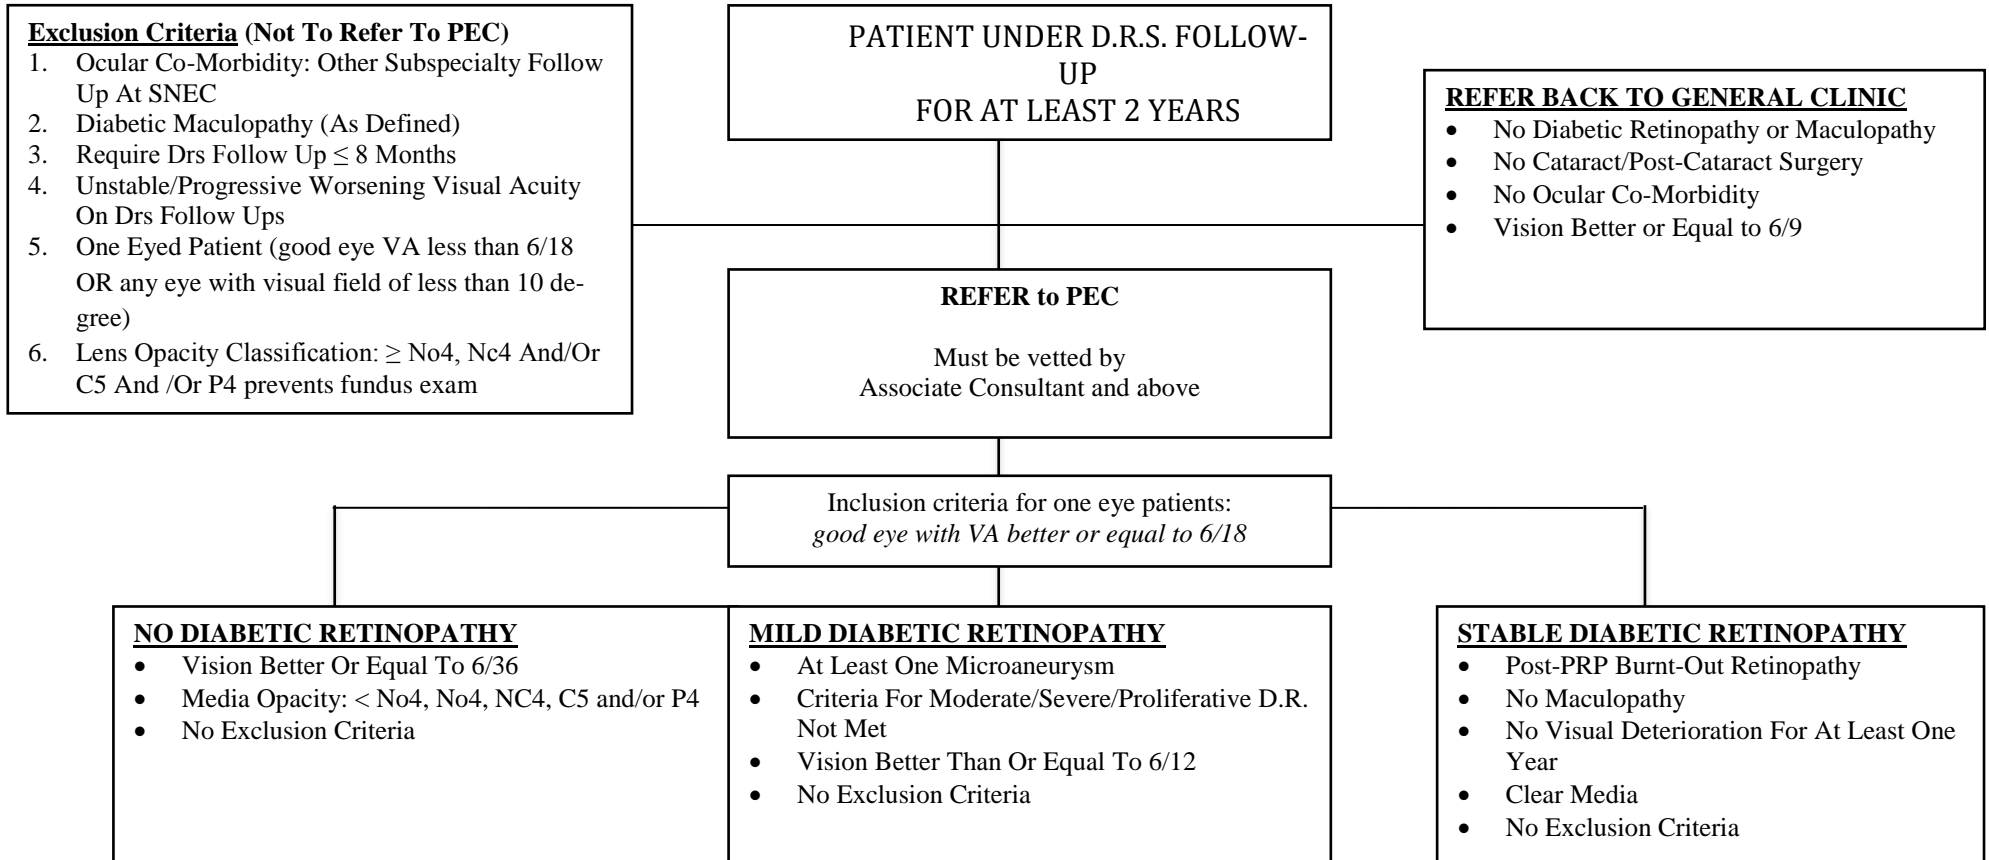 Exclusion Criteria (Not To Refer To PEC)
1. Ocular Co-Morbidity: Other Subspecialty Follow
Up At SNEC
2. Diabetic Maculopathy (As Defined)
3. Require Drs Follow Up ≤ 8 Months
4. Unstable/Progressive Worsening Visual Acuity
On Drs Follow Ups
5. One Eyed Patient (good eye VA less than 6/18
OR any eye with visual field of less than 10 de-
gree)
6. Lens Opacity Classification: ≥ No4, Nc4 And/Or
C5 And /Or P4 prevents fundus exam
PATIENT UNDER D.R.S. FOLLOW-
UP
FOR AT LEAST 2 YEARS
REFER BACK TO GENERAL CLINIC
• No Diabetic Retinopathy or Maculopathy
• No Cataract/Post-Cataract Surgery
• No Ocular Co-Morbidity
• Vision Better or Equal to 6/9
REFER to PEC
Must be vetted by
Associate Consultant and above
Inclusion criteria for one eye patients:
good eye with VA better or equal to 6/18
NO DIABETIC RETINOPATHY
• Vision Better Or Equal To 6/36
• Media Opacity: < No4, No4, NC4, C5 and/or P4
• No Exclusion Criteria
MILD DIABETIC RETINOPATHY
• At Least One Microaneurysm
• Criteria For Moderate/Severe/Proliferative D.R.
Not Met
• Vision Better Than Or Equal To 6/12
• No Exclusion Criteria
STABLE DIABETIC RETINOPATHY
• Post-PRP Burnt-Out Retinopathy
• No Maculopathy
• No Visual Deterioration For At Least One
Year
• Clear Media
• No Exclusion Criteria